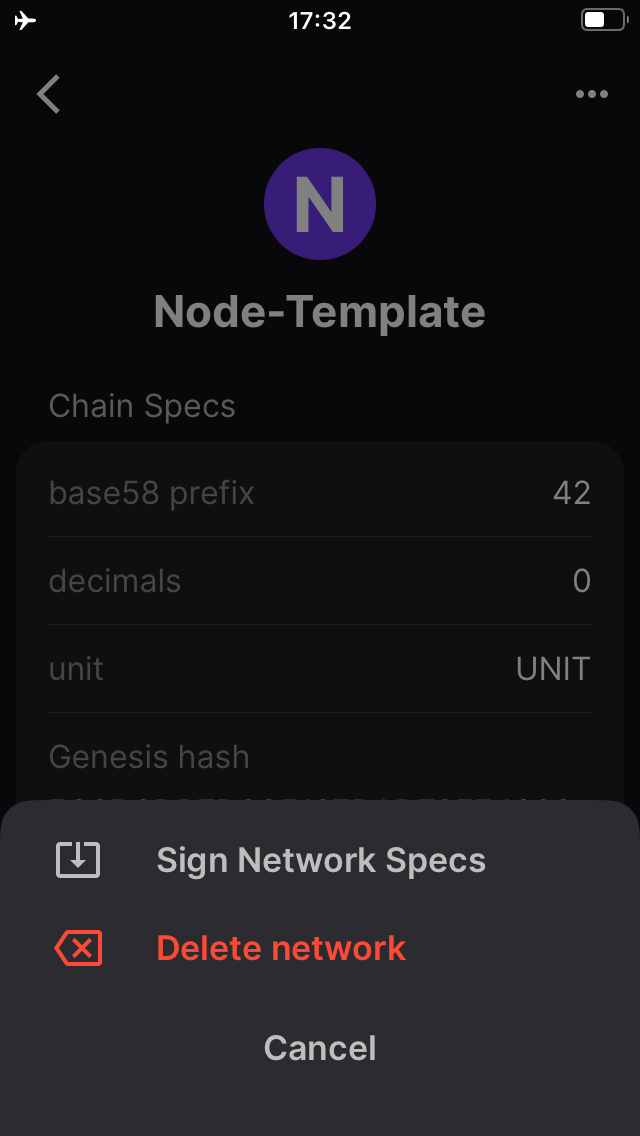 17:32
N
Node-Template
Chain Specs
base58 prefix 42
decimals 0
unit UNIT
Genesis hash
Sign Network Specs
Delete network
Cancel